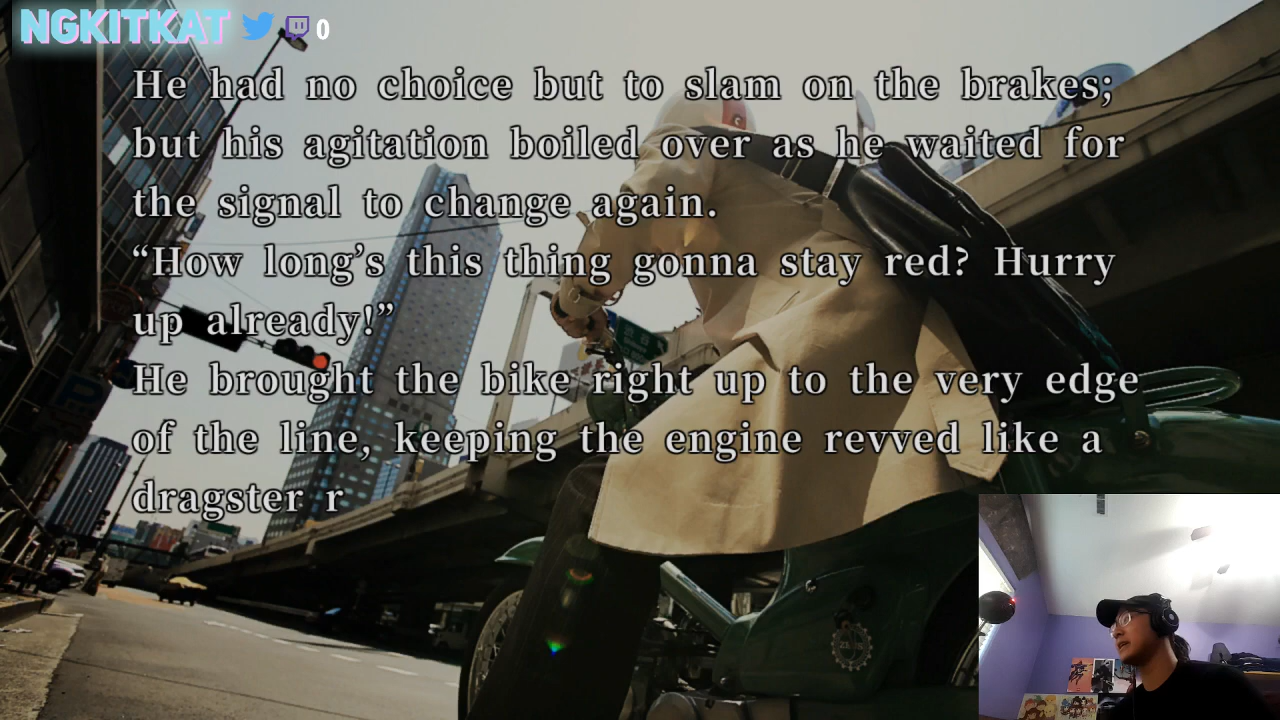 NGKITKAT 0
He had no choice but to slam on the brakes;
but his agitation boiled over as he waited for
the signal to change again.
“How long’s this thing gonna stay red? Hurry
up already!”
He brought the bike right up to the very edge
of the line, keeping the engine revved like a
dragster r
P